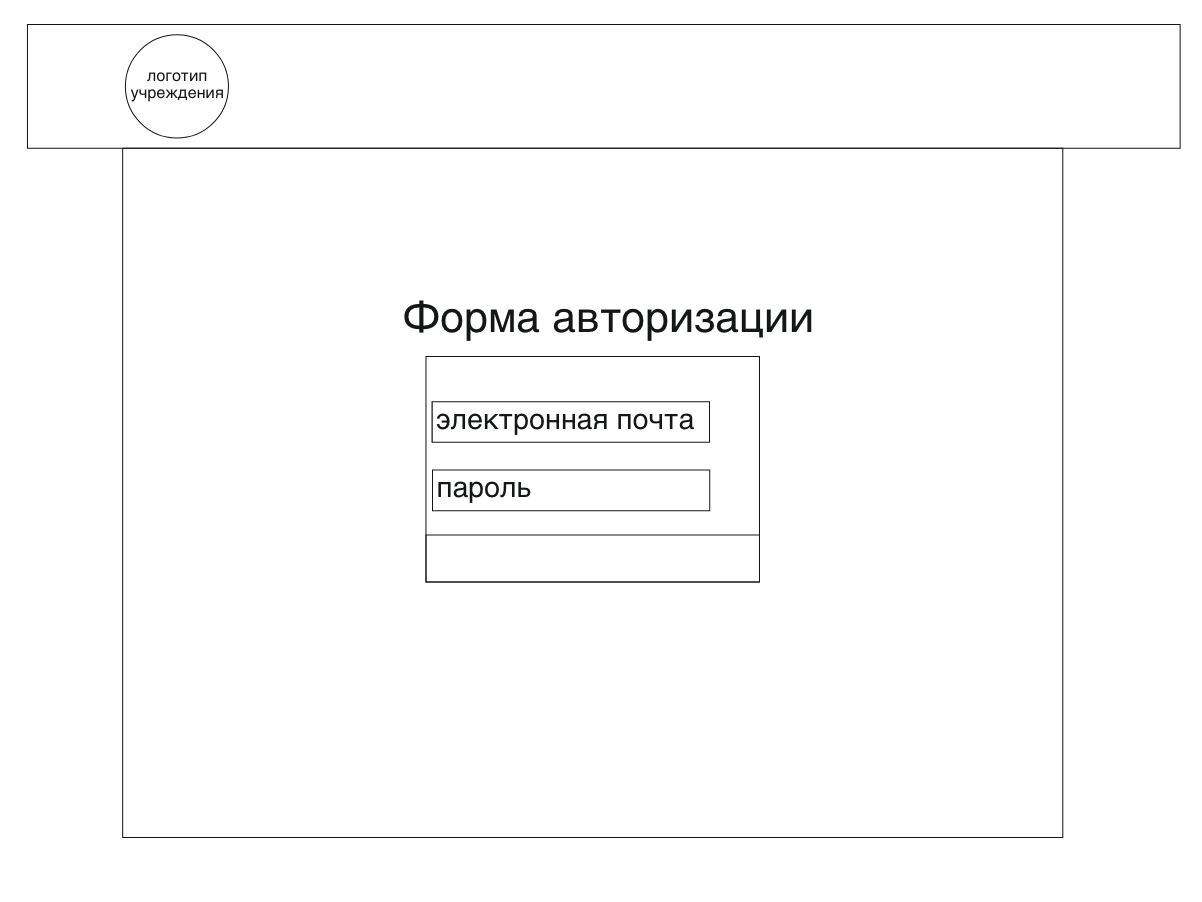 логотип
учреждения
Форма авторизации
электронная почта
пароль